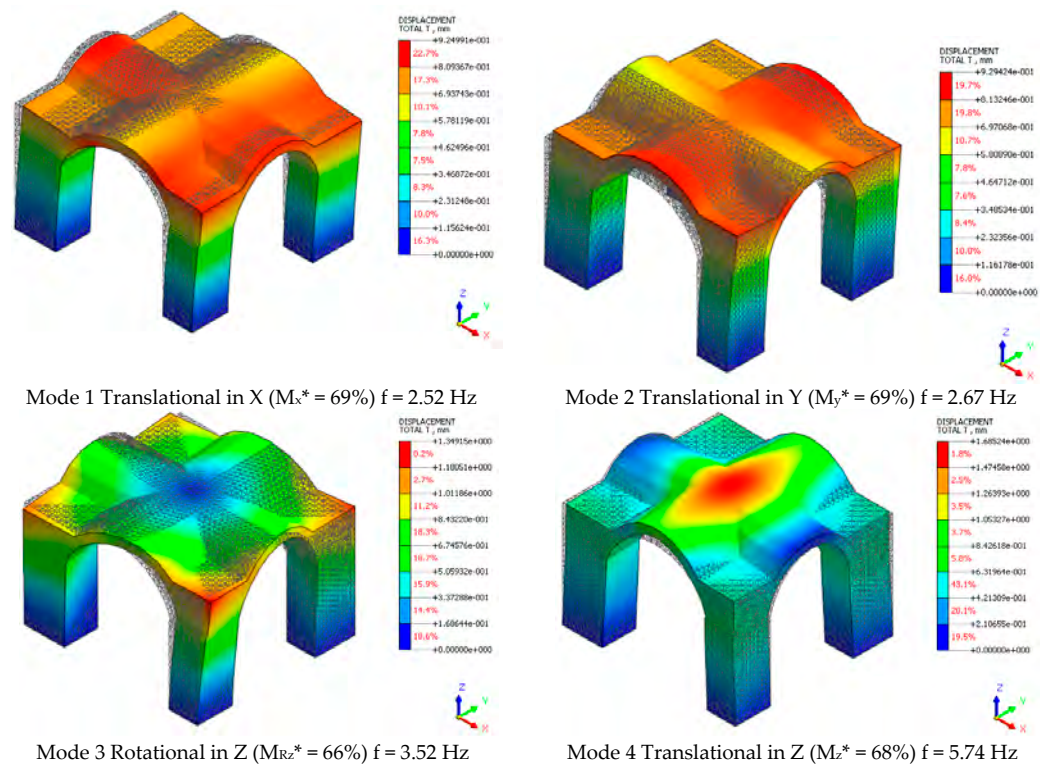 DISPLACEMENT
TOTAL T , mm
+9.24991e-001
22.7%
+8.09367e-001
17.3%
+6.93743e-001
10.1%
+5.78119e-001
7.8%
+4.62496e-001
7.5%
+3.46872e-001
8.3%
+2.31248e-001
10.0%
+1.15624e-001
16.3%
+0.00000e+000
Z
Y
X
DISPLACEMENT
TOTAL T , mm
+9.29424e-001
19.7%
+8.13246e-001
19.8%
+6.97068e-001
10.7%
+5.80890e-001
7.8%
+4.64712e-001
7.6%
+3.48534e-001
8.4%
+2.32356e-001
10.0%
+1.16178e-001
16.0%
+0.00000e+000
Z
Y
X
Mode 1 Translational in X (Mx* = 69%) f = 2.52 Hz
Mode 2 Translational in Y (My* = 69%) f = 2.67 Hz
DISPLACEMENT
TOTAL T , mm
+1.34915e+000
0.2%
+1.18051e+000
2.7%
+1.01186e+000
11.2%
+8.43220e-001
18.3%
+6.74576e-001
18.7%
+5.05932e-001
15.9%
+3.37288e-001
14.4%
+1.68644e-001
18.6%
+0.00000e+000
Z
Y
X
DISPLACEMENT
TOTAL T , mm
+1.68524e+000
1.8%
+1.47458e+000
2.5%
+1.26393e+000
3.5%
+1.05327e+000
3.7%
+8.42618e-001
5.8%
+6.31964e-001
43.1%
+4.21309e-001
20.1%
+2.10655e-001
19.5%
+0.00000e+000
Z
Y
X
Mode 3 Rotational in Z (MRz* = 66%) f = 3.52 Hz
Mode 4 Translational in Z (Mz* = 68%) f = 5.74 Hz